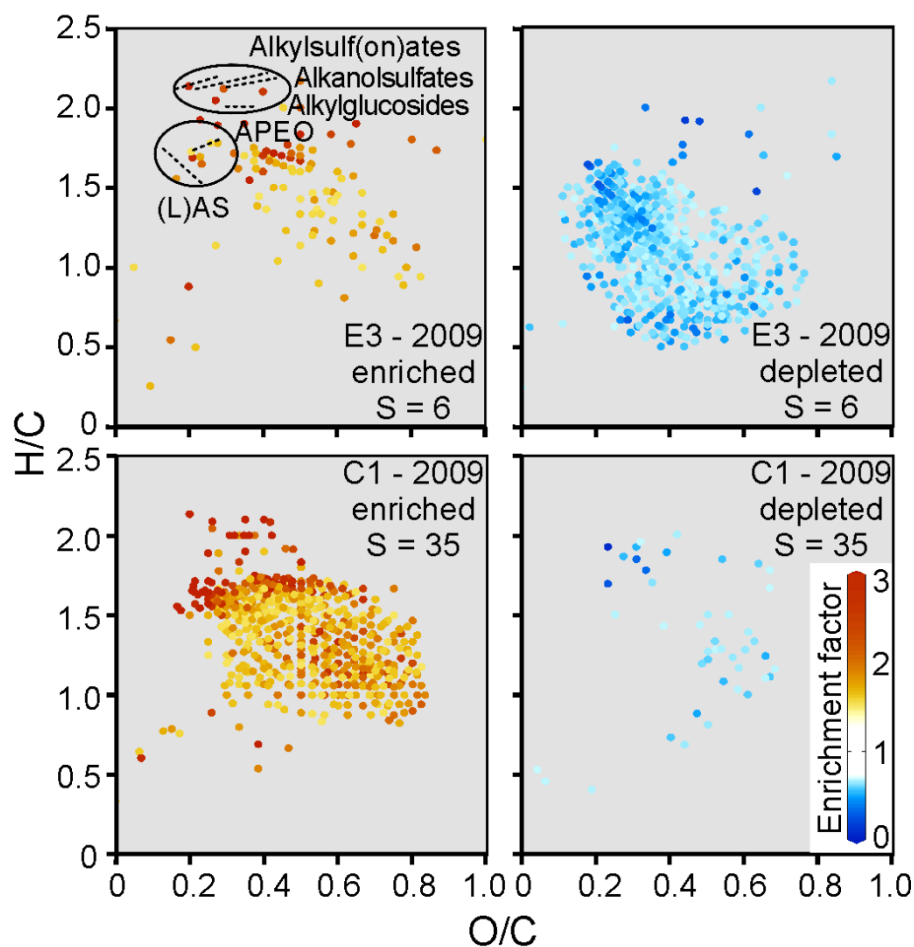 2.5
2.0
1.5
1.0
0.5
0
Alkylsulf(on)ates
Alkanolsulfates
Alkylglucosides
APEO
(L)AS
E3 - 2009
enriched
S = 6
E3 - 2009
depleted
S = 6
H/C
2.5
2.0
1.5
1.0
0.5
0
C1 - 2009
enriched
S = 35
C1 - 2009
depleted
S = 35
Enrichment factor
3
2
1
0
0 0.2 0.4 0.6 0.8 1.0
0 0.2 0.4 0.6 0.8 1.0
O/C